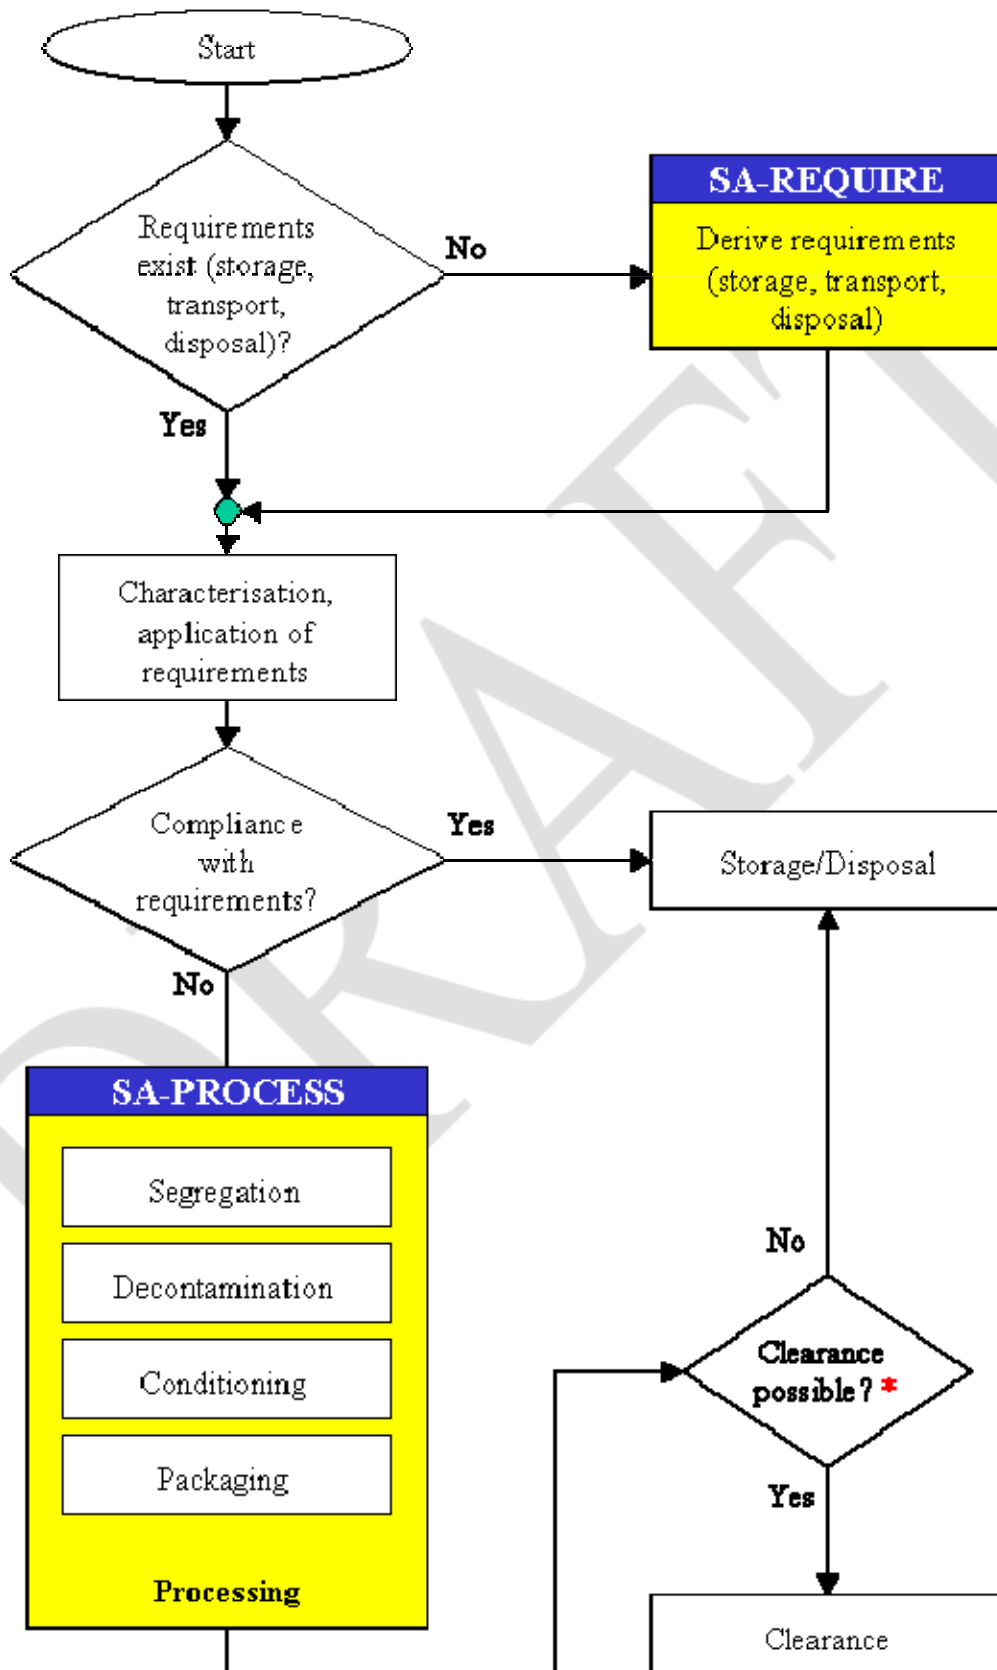 Start
Requirements
exist (storage,
transport,
disposal)?
No
SA-REQUIRE
Derive requirements
(storage, transport,
disposal)
Yes
Characterisation,
application of
requirements
Compliance
with
requirements?
Yes
Storage/Disposal
No
SA-PROCESS
Segregation
Decontamination
Conditioning
Packaging
Processing
No
Clearance
possible? *
Yes
Clearance
DRAFT